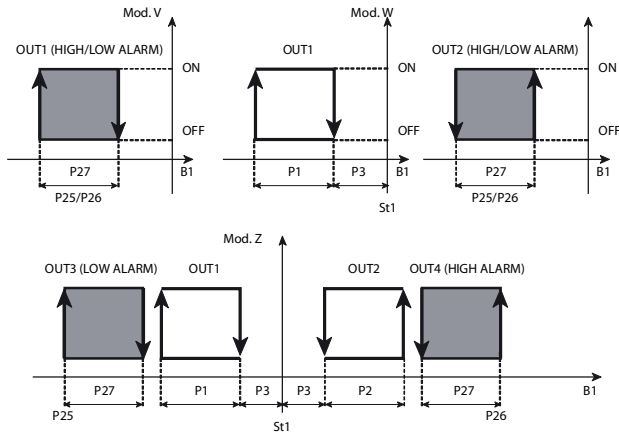 Mod. V
Mod. W
OUT1 (HIGH/LOW ALARM)
OUT1
OUT2 (HIGH/LOW ALARM)
ON
ON
OFF
OFF
P27
B1
P1
P3
B1
P27
B1
P25/P26
P25/P26
St1
Mod. Z
OUT3 (LOW ALARM)
OUT1
OUT2
OUT4 (HIGH ALARM)
P27
P1
P3
P3
P2
P27
B1
P25
P26
St1